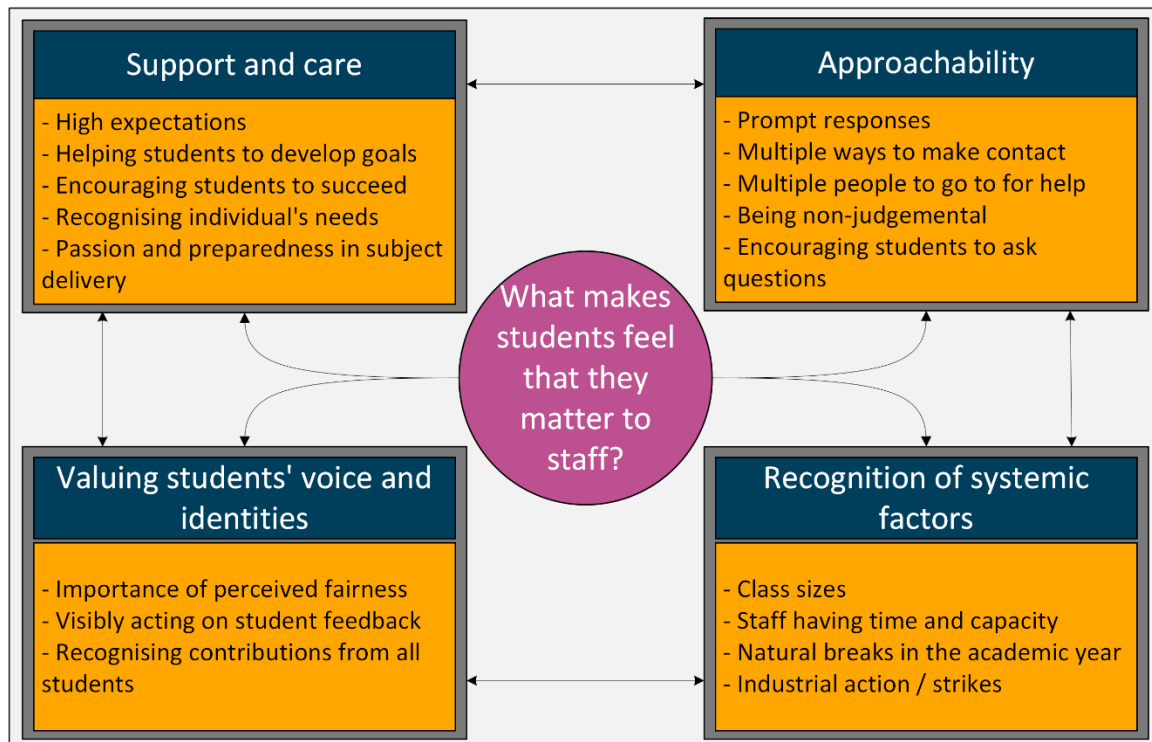 Support and care
- High expectations
- Helping students to develop goals
- Encouraging students to succeed
- Recognising individual's needs
- Passion and preparedness in subject
delivery
Approachability
- Prompt responses
- Multiple ways to make contact
- Multiple people to go to for help
- Being non-judgemental
- Encouraging students to ask
questions
What makes
students feel
that they
matter to
staff?
Valuing students' voice and
identities
- Importance of perceived fairness
- Visibly acting on student feedback
- Recognising contributions from all
students
Recognition of systemic
factors
- Class sizes
- Staff having time and capacity
- Natural breaks in the academic year
- Industrial action / strikes